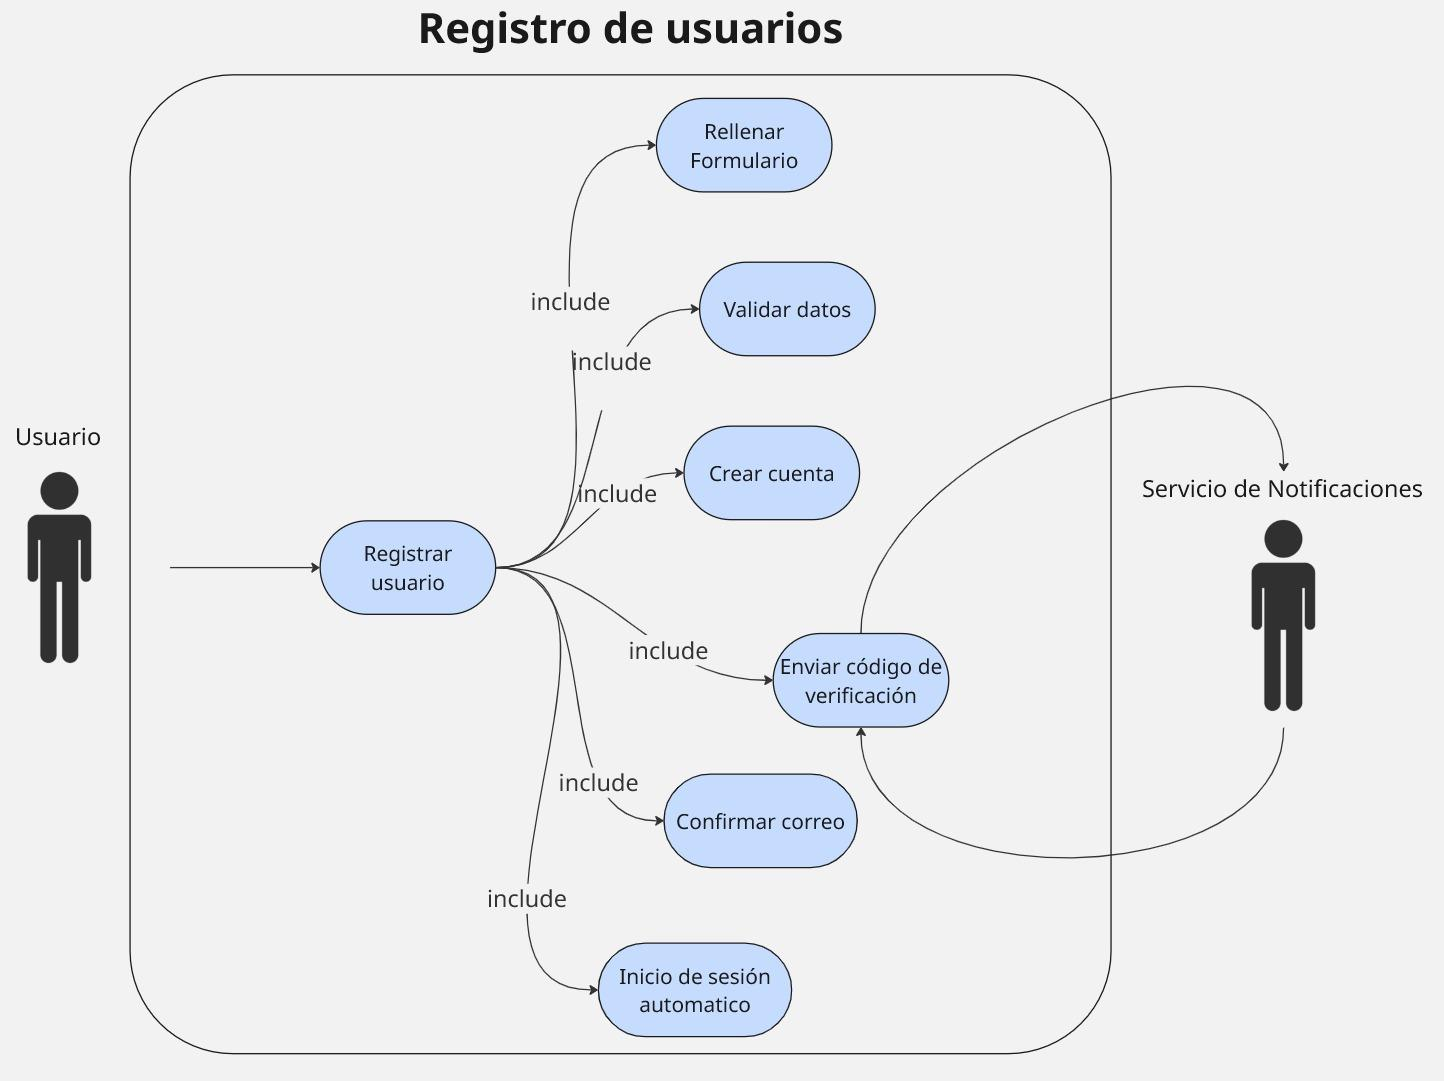 Registro de usuarios
Rellenar
Formulario
include
Validar datos
include
Usuario
Crear cuenta
include
Servicio de Notificaciones
Registrar
usuario
include
Enviar código de
verificación
include
Confirmar correo
include
Inicio de sesión
automatico